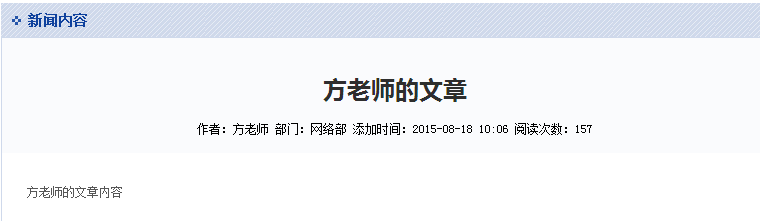 新闻内容
方老师的文章
作者：方老师 部门：网络部 添加时间：2015-08-18 10:06 阅读次数：157
方老师的文章内容